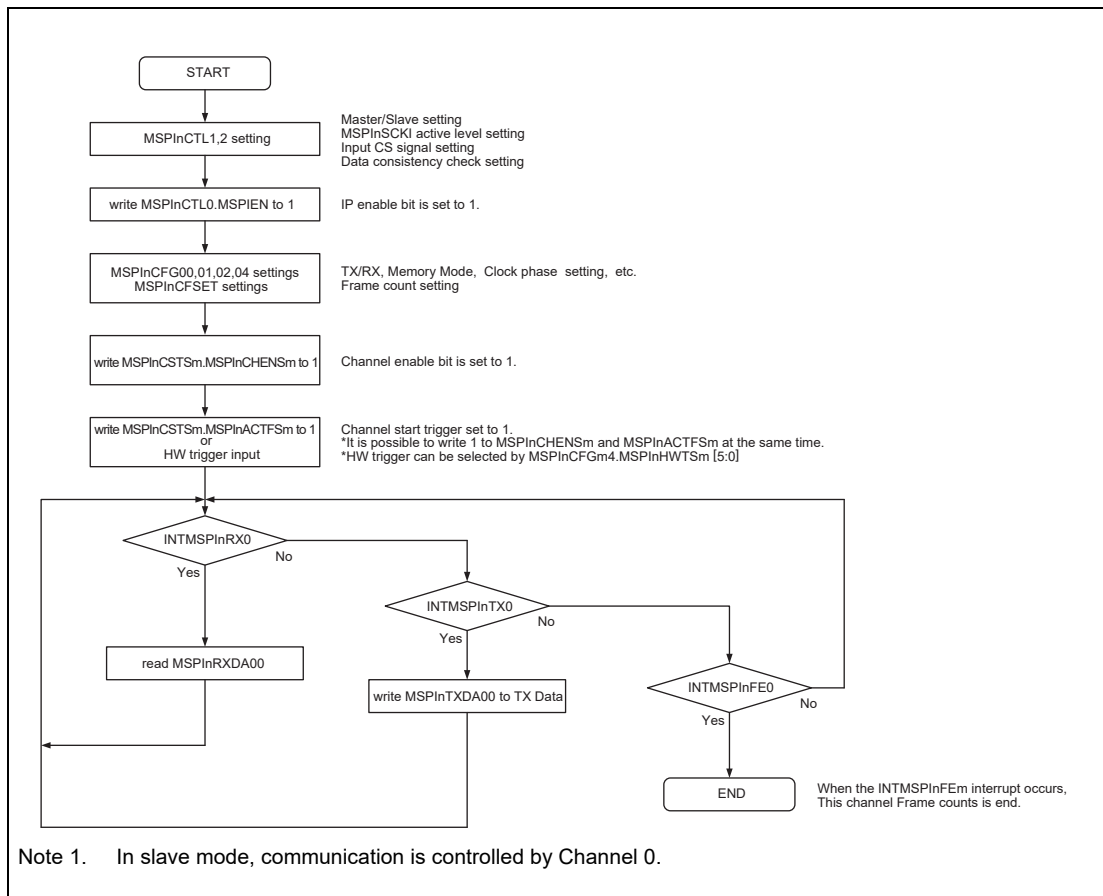 START
MSPInCTL1,2 setting
Master/Slave setting
MSPInSCKI active level setting
Input CS signal setting
Data consistency check setting
write MSPInCTL0.MSPIEN to 1
IP enable bit is set to 1.
MSPInCFG00,01,02,04 settings
MSPInCFSET settings
TX/RX, Memory Mode, Clock phase setting, etc.
Frame count setting
write MSPInCSTSm.MSPInCHENSm to 1
Channel enable bit is set to 1.
write MSPInCSTSm.MSPInACTFSm to 1
or
HW trigger input
Channel start trigger set to 1.
*It is possible to write 1 to MSPInCHENSm and MSPInACTFSm at the same time.
*HW trigger can be selected by MSPInCFGm4.MSPInHWTSm [5:0]
INTMSPInRX0
No
Yes
INTMSPInTX0
No
Yes
read MSPInRXDA00
INTMSPInFE0
No
Yes
write MSPInTXDA00 to TX Data
END
When the INTMSPInFEm interrupt occurs,
This channel Frame counts is end.
Note 1. In slave mode, communication is controlled by Channel 0.